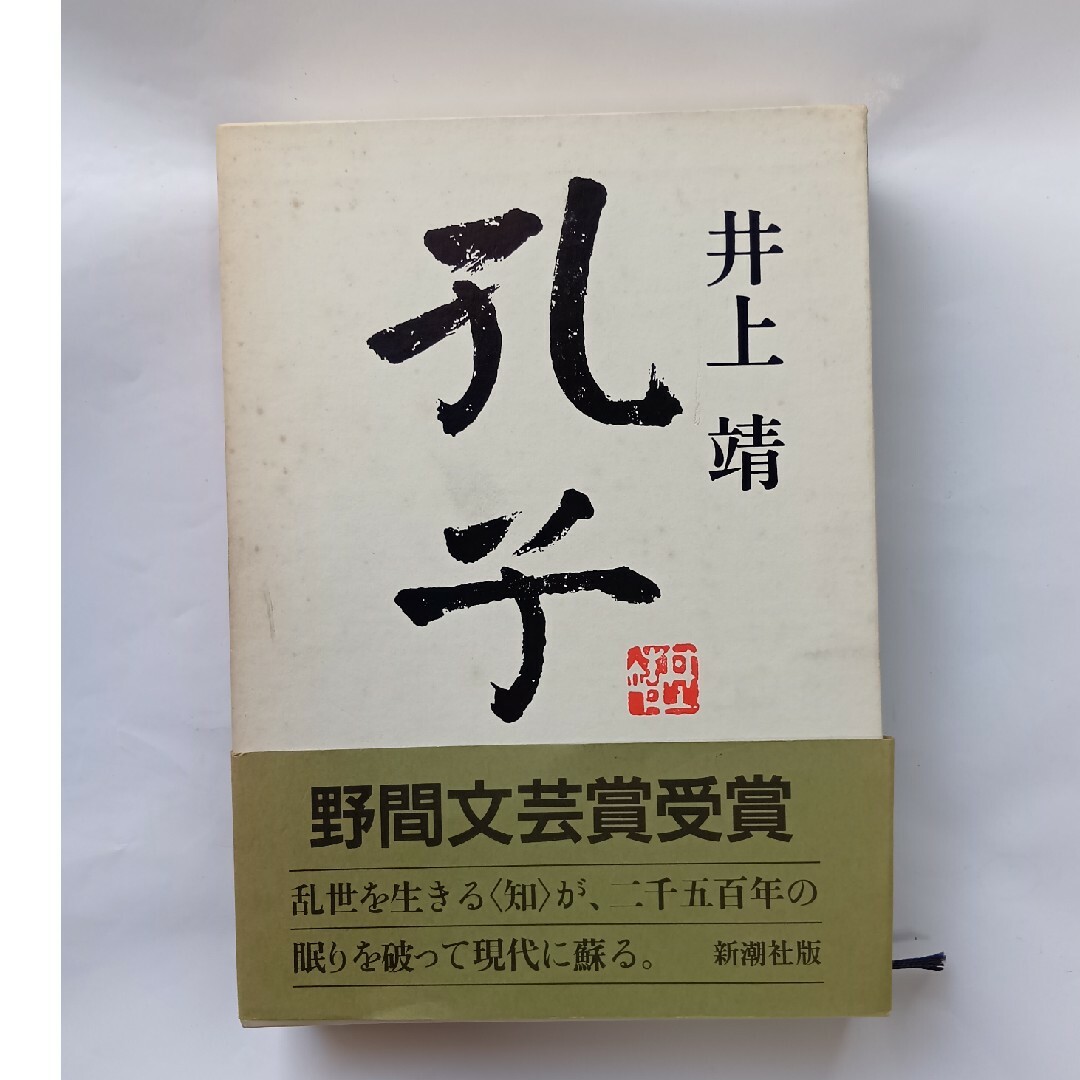 井上 靖
孔子
野間文芸賞受賞
乱世を生きる〈知〉が、二千五百年の
眠りを破って現代に蘇る。 新潮社版